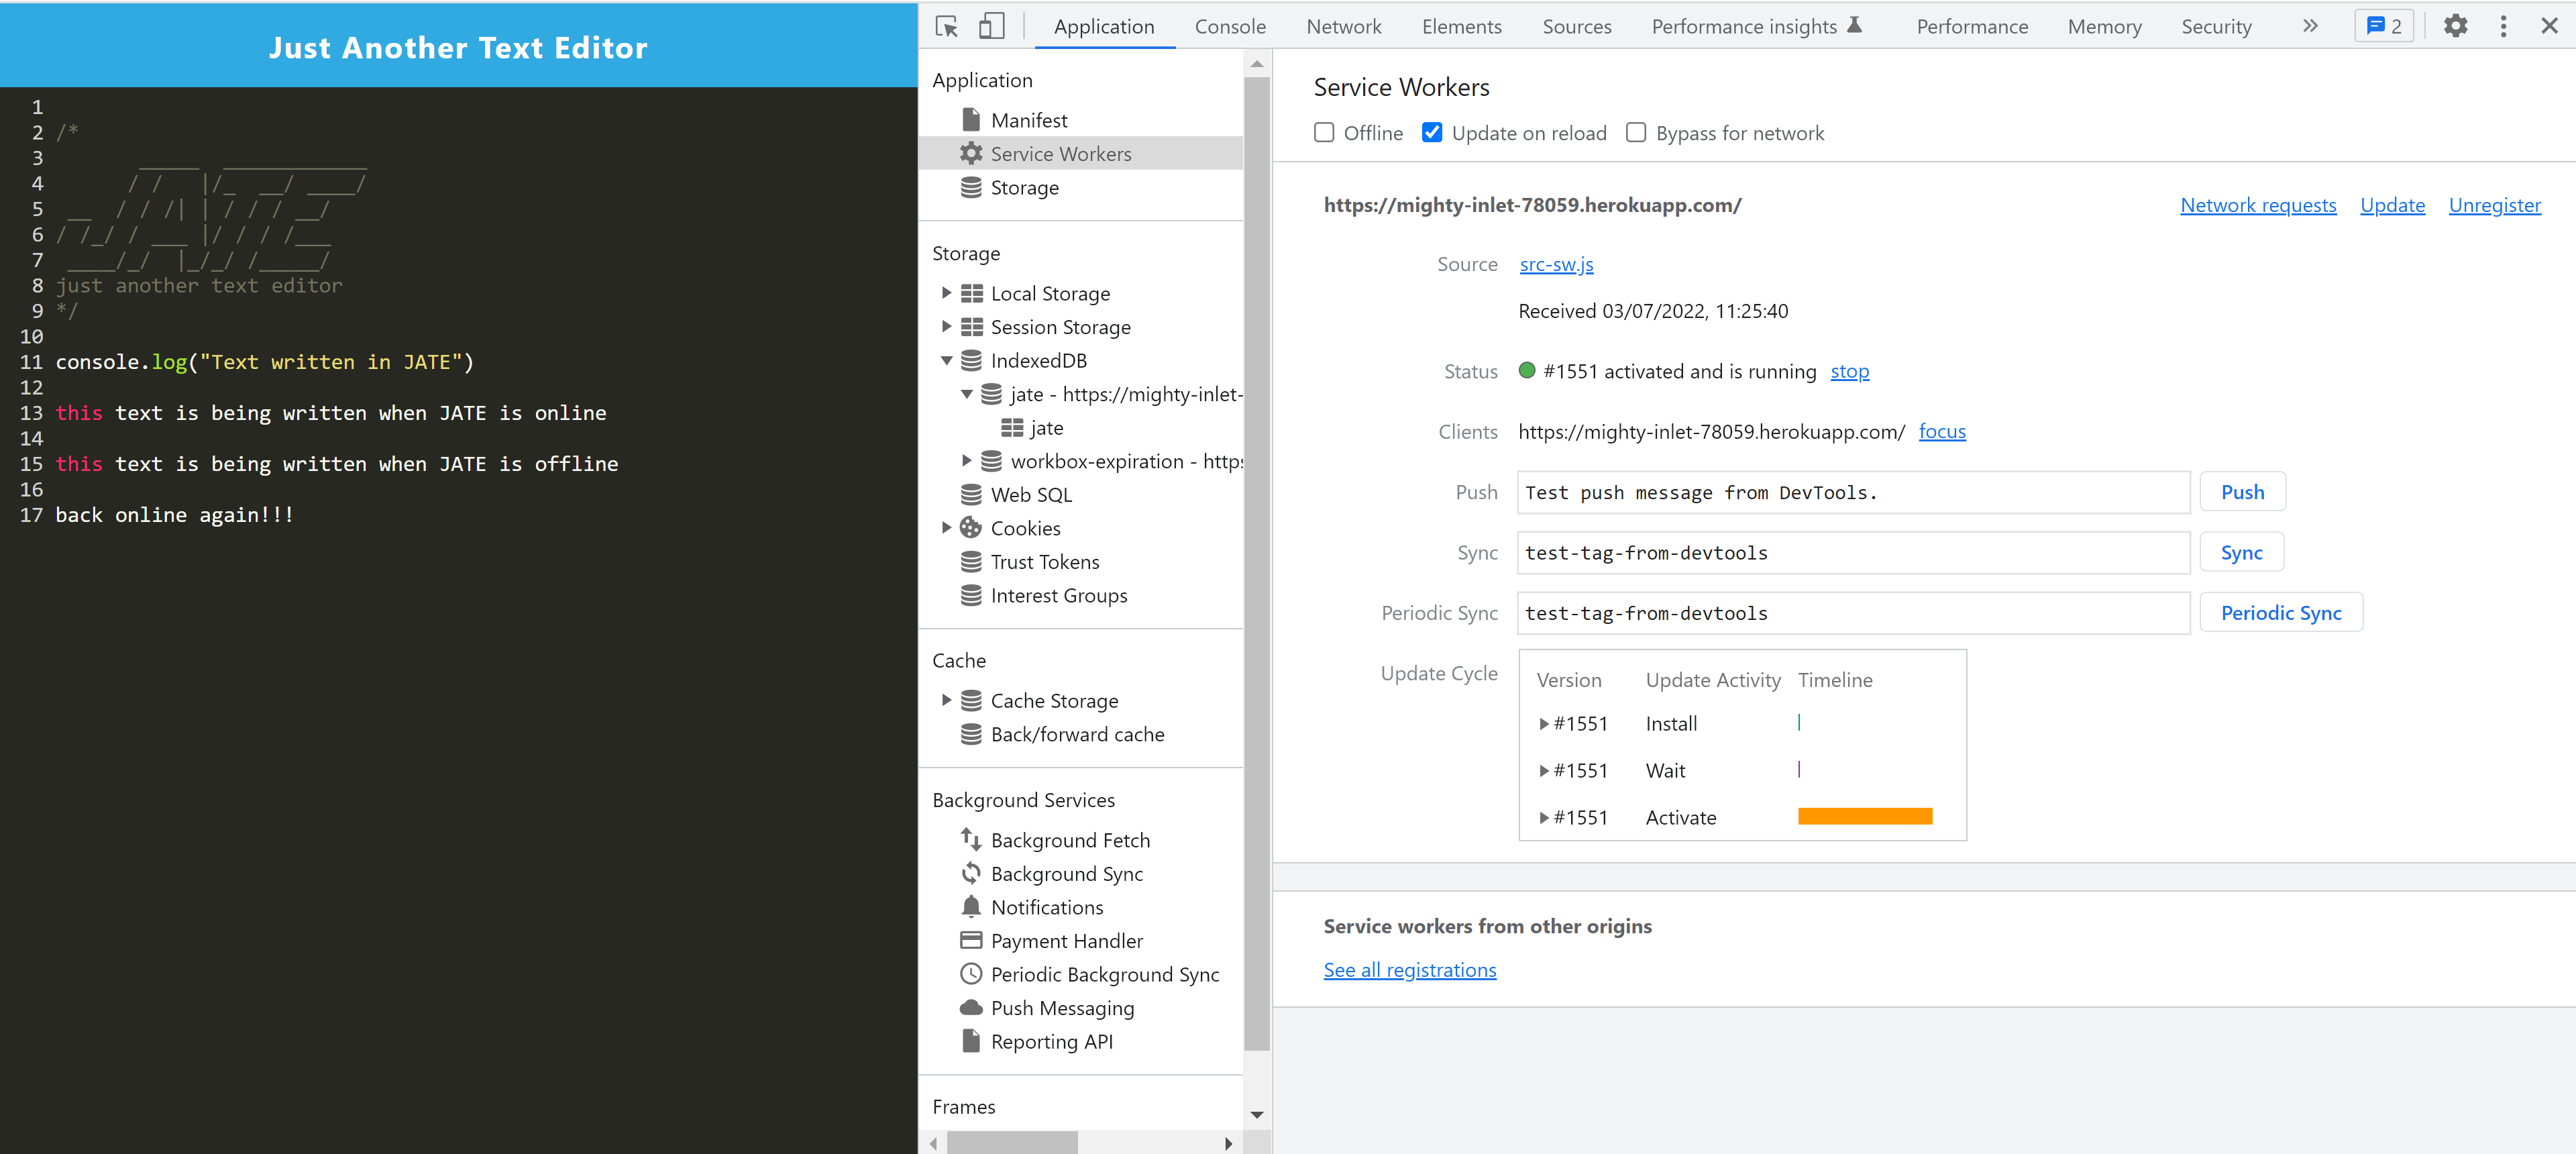 Just Another Text Editor
1
2 /*
3      _____  ____________
4     / /   |/_  __/ ____/
5  __  / / /| | / / / __/
6 / /_/ / ___ |/ / / /___
7  ____/_/  |_/_/ /_____/
8 just another text editor
9 */
10
11 console.log("Text written in JATE")
12
13 this text is being written when JATE is online
14
15 this text is being written when JATE is offline
16
17 back online again!!!
Application Console Network Elements Sources Performance insights Performance Memory Security » 2
Application
Manifest
Service Workers
Storage
Storage
Local Storage
Session Storage
IndexedDB
jate - https://mighty-inlet-
jate
workbox-expiration - https
Web SQL
Cookies
Trust Tokens
Interest Groups
Cache
Cache Storage
Back/forward cache
Background Services
Background Fetch
Background Sync
Notifications
Payment Handler
Periodic Background Sync
Push Messaging
Reporting API
Frames
Service Workers
Offline Update on reload Bypass for network
https://mighty-inlet-78059.herokuapp.com/ Network requests Update Unregister
Source src-sw.js
Received 03/07/2022, 11:25:40
Status #1551 activated and is running stop
Clients https://mighty-inlet-78059.herokuapp.com/ focus
Push Test push message from DevTools. Push
Sync test-tag-from-devtools Sync
Periodic Sync test-tag-from-devtools Periodic Sync
Update Cycle Version Update Activity Timeline
#1551 Install
#1551 Wait
#1551 Activate
Service workers from other origins
See all registrations